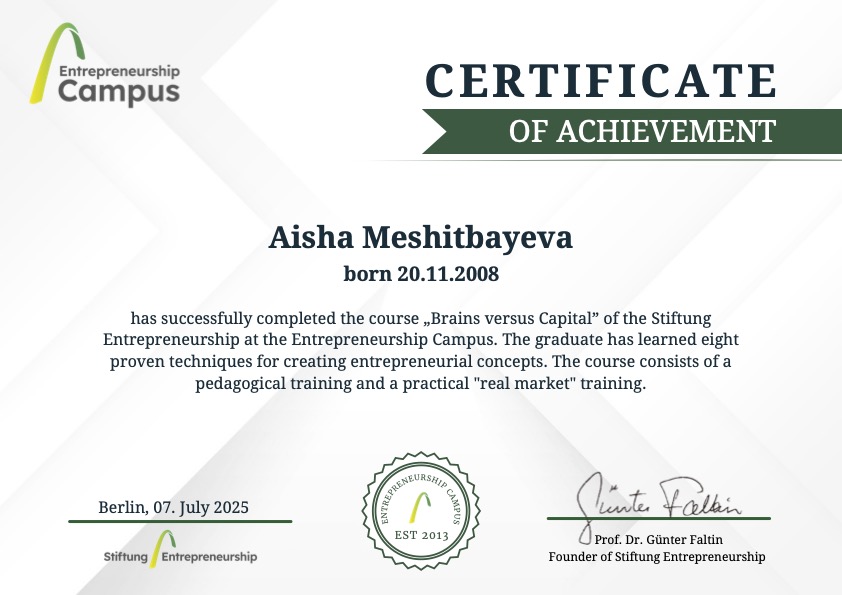 Entrepreneurship
Campus
CERTIFICATE
OF ACHIEVEMENT
Aisha Meshitbayeva
born 20.11.2008
has successfully completed the course „Brains versus Capital” of the Stiftung
Entrepreneurship at the Entrepreneurship Campus. The graduate has learned eight
proven techniques for creating entrepreneurial concepts. The course consists of a
pedagogical training and a practical "real market" training.
Berlin, 07. July 2025
Stiftung Entrepreneurship
ENTREPRENEURSHIP CAMPUS
EST 2013
Günter Faltin
Prof. Dr. Günter Faltin
Founder of Stiftung Entrepreneurship